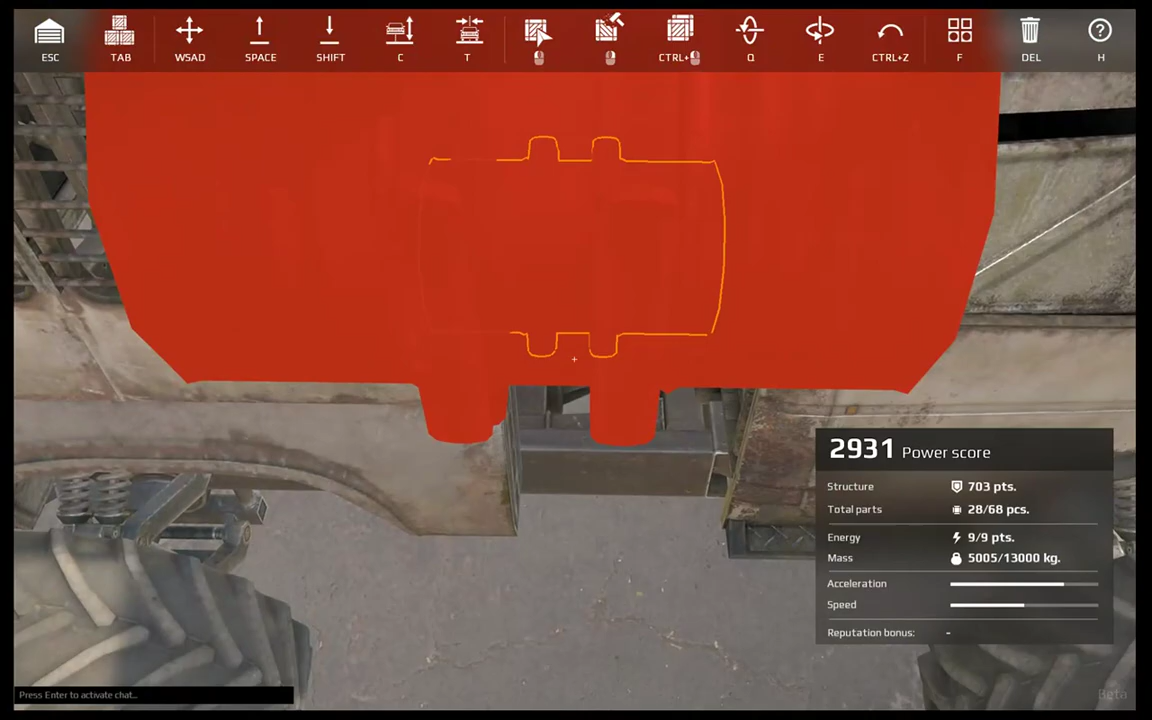 ESC TAB WSAD SPACE SHIFT C T CTRL+ Q E CTRL+Z F DEL H
2931 Power score
Structure 703 pts.
Total parts 28/68 pcs.
Energy 9/9 pts.
Mass 5005/13000 kg.
Acceleration
Speed
Reputation bonus: -
Press Enter to activate chat...
Beta